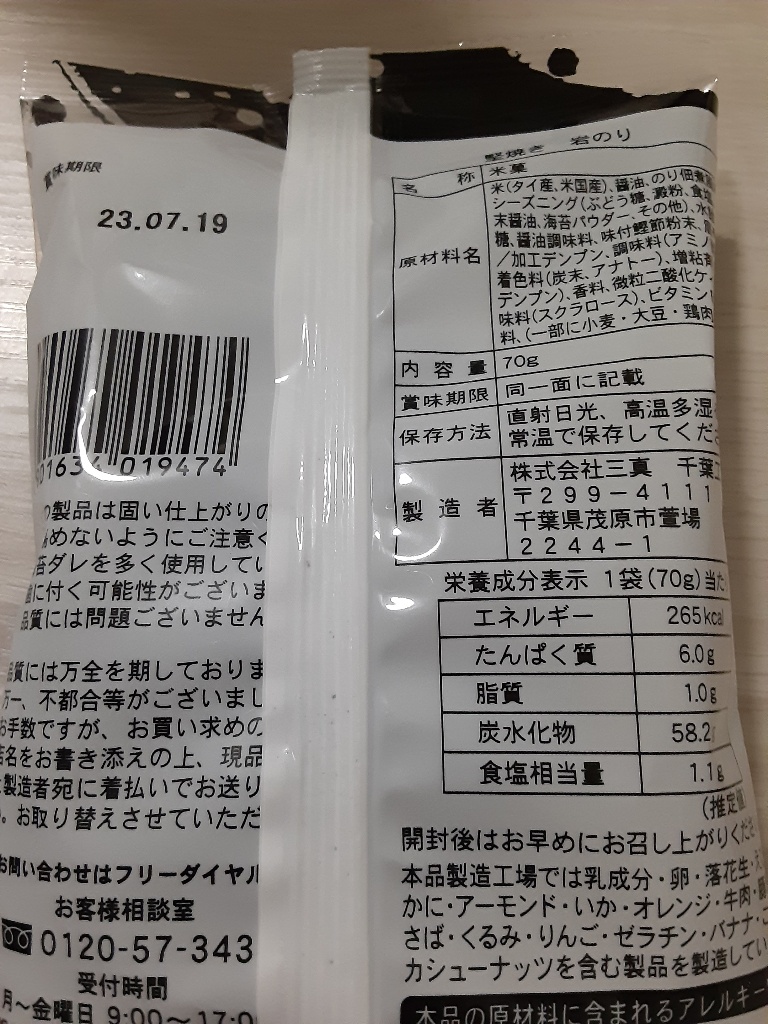 賞味期限
23.07.19
01634 019474
の製品は固い仕上がりの
めないようにご注意く
苔ダレを多く使用してい
に付く可能性がございま
品質には問題ございません
品質には万全を期しておりま
万一、不都合等がございまし
お手数ですが、お買い求めの
店名をお書き添えの上、現品
製造者宛に着払いでお送り
。お取り替えさせていただ
お問い合わせはフリーダイヤル
お客様相談室
0120-57-343
受付時間
月～金曜日 9:00～17:0
堅焼き 岩のり
名称 米菓
原材料名 米(タイ産、米国産)、醤油、のり佃煮
シーズニング(ぶどう糖、澱粉、食塩
末醤油、海苔パウダー、その他)、水
糖、醤油調味料、味付鰹節粉末、
/加工デンプン、調味料(アミノ
着色料(炭末、アナトー)、増粘
デンプン)、香料、微粒二酸化ケー
味料(スクラロース)、ビタミン
料、(一部に小麦・大豆・鶏肉
内容量 70g
賞味期限 同一面に記載
保存方法 直射日光、高温多湿
常温で保存してくだ
製造者 株式会社三真 千葉工
〒299-4111
千葉県茂原市萱場
2244-1
栄養成分表示 1袋(70g)当た
エネルギー 265kcal
たんぱく質 6.0g
脂質 1.0g
炭水化物 58.2
食塩相当量 1.1g
(推定値
開封後はお早めにお召し上がりくださ
本品製造工場では乳成分・卵・落花生・
かに・アーモンド・いか・オレンジ・牛肉・
さば・くるみ・りんご・ゼラチン・バナナ・
カシューナッツを含む製品を製造してい
本品の原材料に含まれるアレルギー